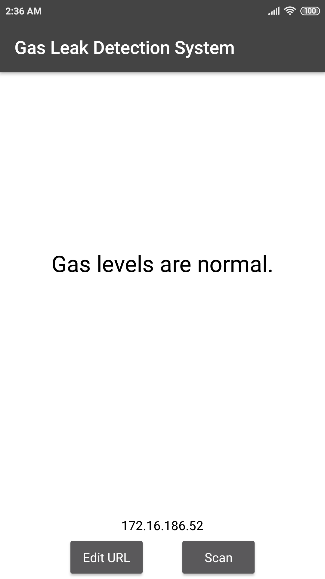 2:36 AM 100
Gas Leak Detection System
Gas levels are normal.
172.16.186.52
Edit URL Scan